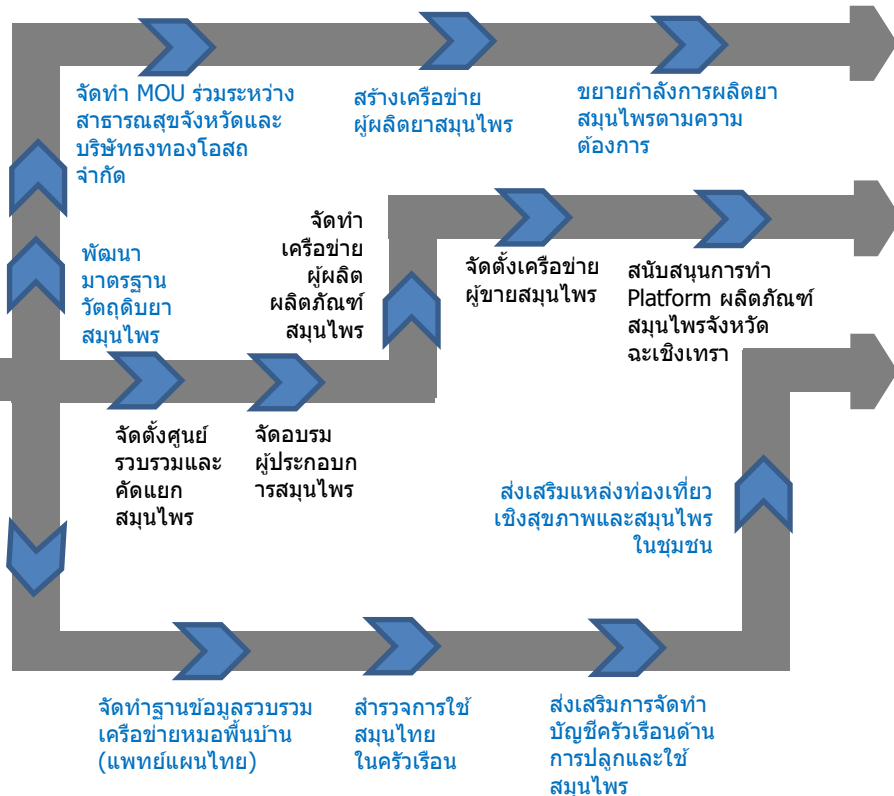 จัดทำ MOU ร่วมระหว่าง
สาธารณสุขจังหวัดและ
บริษัทธงทองโอสถ
จำกัด
สร้างเครือข่าย
ผู้ผลิตยาสมุนไพร
ขยายกำลังการผลิตยา
สมุนไพรตามความ
ต้องการ
พัฒนา
มาตรฐาน
วัตถุดิบยา
สมุนไพร
จัดทำ
เครือข่าย
ผู้ผลิต
ผลิตภัณฑ์
สมุนไพร
จัดตั้งเครือข่าย
ผู้ขายสมุนไพร
สนับสนุนการทำ
Platform ผลิตภัณฑ์
สมุนไพรจังหวัด
ฉะเชิงเทรา
จัดตั้งศูนย์
รวบรวมและ
คัดแยก
สมุนไพร
จัดอบรม
ผู้ประกอบก
ารสมุนไพร
ส่งเสริมแหล่งท่องเที่ยว
เชิงสุขภาพและสมุนไพร
ในชุมชน
จัดทำฐานข้อมูลรวบรวม
เครือข่ายหมอพื้นบ้าน
(แพทย์แผนไทย)
สำรวจการใช้
สมุนไทย
ในครัวเรือน
ส่งเสริมการจัดทำ
บัญชีครัวเรือนด้าน
การปลูกและใช้
สมุนไพร